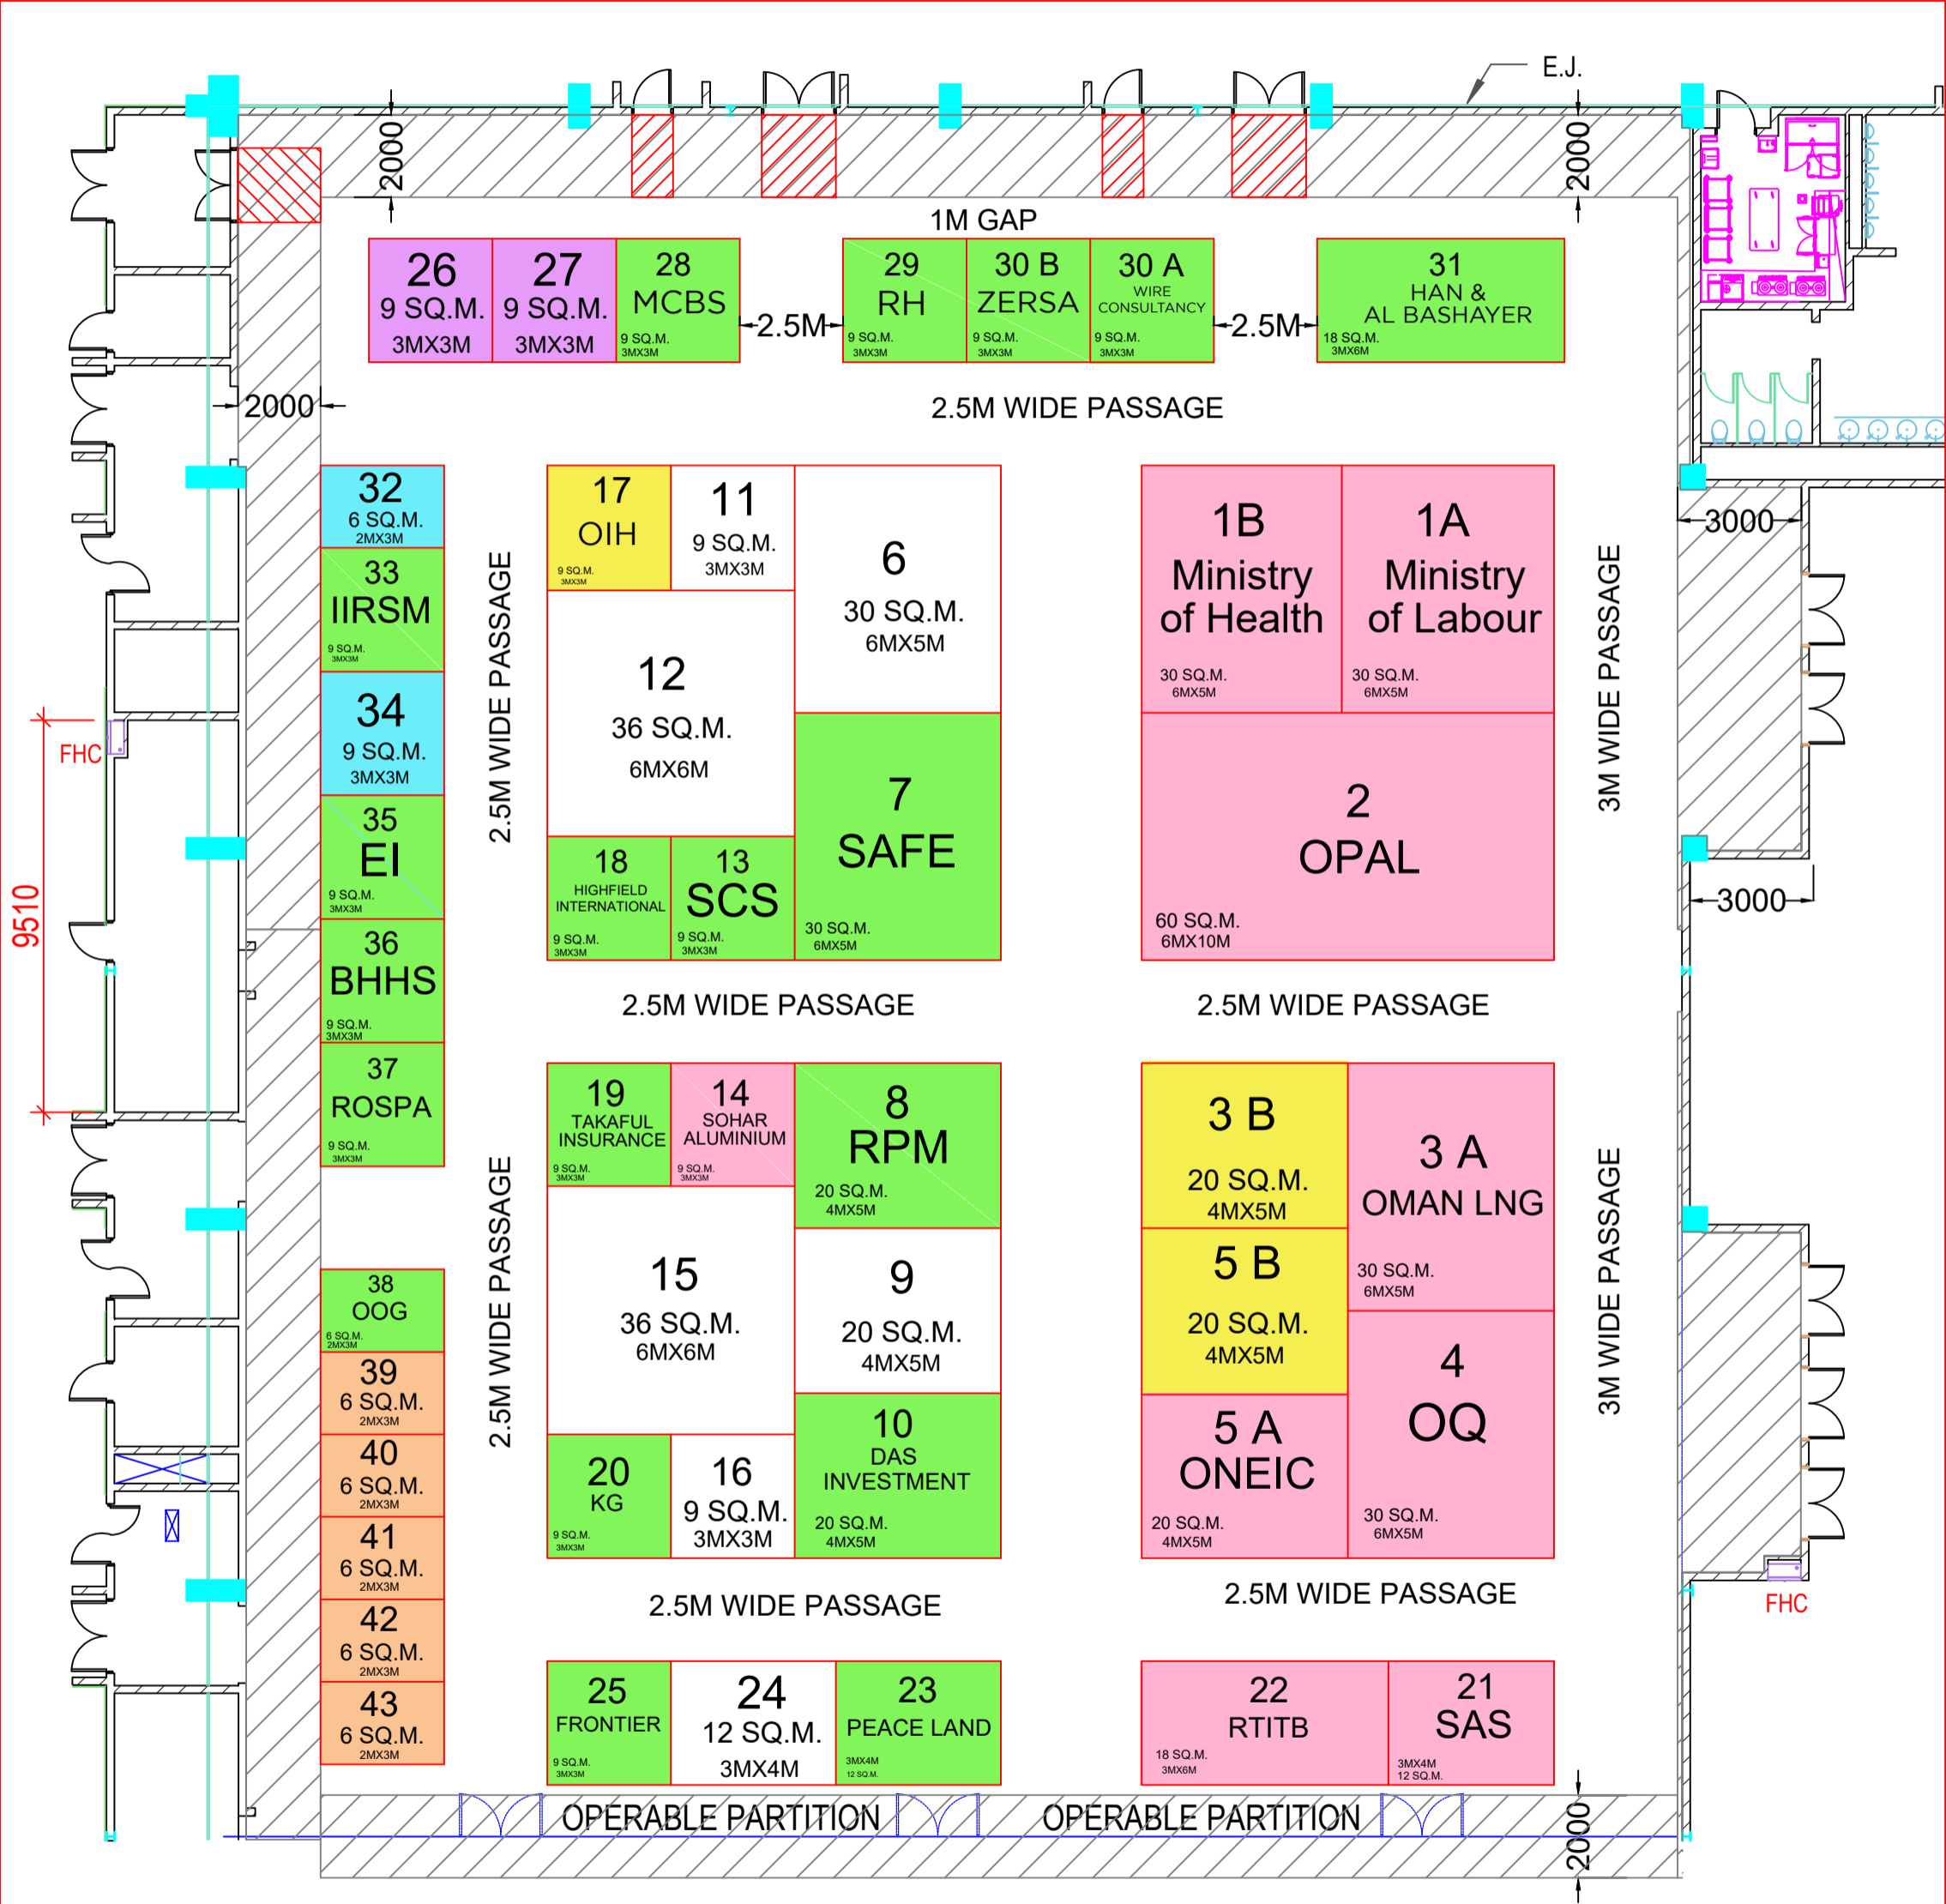 E.J.
2000
2000
1M GAP
26
9 SQ.M.
3MX3M
27
9 SQ.M.
3MX3M
28
MCBS
9 SQ.M.
3MX3M
2.5M
29
RH
9 SQ.M.
3MX3M
30 B
ZERSA
9 SQ.M.
3MX3M
30 A
WIRE
CONSULTANCY
9 SQ.M.
3MX3M
2.5M
31
HAN &
AL BASHAYER
18 SQ.M.
3MX6M
2000
2.5M WIDE PASSAGE
32
6 SQ.M.
2MX3M
33
IIRSM
9 SQ.M.
3MX3M
34
9 SQ.M.
3MX3M
35
EI
9 SQ.M.
3MX3M
36
BHHS
9 SQ.M.
3MX3M
37
ROSPA
9 SQ.M.
3MX3M
FHC
9510
2.5M WIDE PASSAGE
17
OIH
9 SQ.M.
3MX3M
11
9 SQ.M.
3MX3M
6
30 SQ.M.
6MX5M
12
36 SQ.M.
6MX6M
7
SAFE
30 SQ.M.
6MX5M
18
HIGHFIELD
INTERNATIONAL
9 SQ.M.
3MX3M
13
SCS
9 SQ.M.
3MX3M
1B
Ministry
of Health
30 SQ.M.
6MX5M
1A
Ministry
of Labour
30 SQ.M.
6MX5M
2
OPAL
60 SQ.M.
6MX10M
3M WIDE PASSAGE
3000
3000
2.5M WIDE PASSAGE
2.5M WIDE PASSAGE
38
OOG
6 SQ.M.
2MX3M
39
6 SQ.M.
2MX3M
40
6 SQ.M.
2MX3M
41
6 SQ.M.
2MX3M
42
6 SQ.M.
2MX3M
43
6 SQ.M.
2MX3M
2.5M WIDE PASSAGE
19
TAKAFUL
INSURANCE
9 SQ.M.
3MX3M
14
SOHAR
ALUMINIUM
9 SQ.M.
3MX3M
8
RPM
20 SQ.M.
4MX5M
15
36 SQ.M.
6MX6M
9
20 SQ.M.
4MX5M
20
KG
9 SQ.M.
3MX3M
16
9 SQ.M.
3MX3M
10
DAS
INVESTMENT
20 SQ.M.
4MX5M
3 B
20 SQ.M.
4MX5M
3 A
OMAN LNG
30 SQ.M.
6MX5M
5 B
20 SQ.M.
4MX5M
4
OQ
30 SQ.M.
6MX5M
5 A
ONEIC
20 SQ.M.
4MX5M
3M WIDE PASSAGE
FHC
2.5M WIDE PASSAGE
2.5M WIDE PASSAGE
25
FRONTIER
9 SQ.M.
3MX3M
24
12 SQ.M.
3MX4M
23
PEACE LAND
3MX4M
12 SQ.M.
22
RTITB
18 SQ.M.
3MX6M
21
SAS
3MX4M
12 SQ.M.
OPERABLE PARTITION
OPERABLE PARTITION
2000